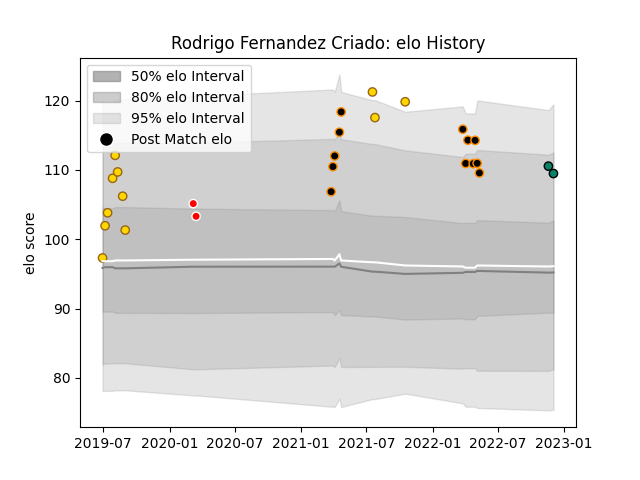 Rodrigo Fernandez Criado: elo History
50% elo Interval
80% elo Interval
95% elo Interval
Post Match elo
elo score
120
110
100
90
80
2019-07 2020-01 2020-07 2021-01 2021-07 2022-01 2022-07 2023-01